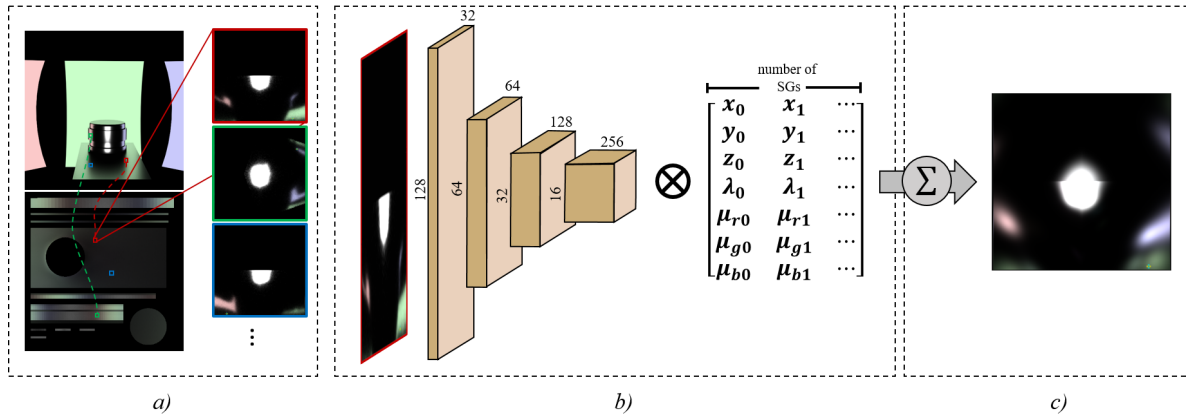 32
64
128
256
128
64
32
16
number of
SGs
x₀ x₁ ⋯
y₀ y₁ ⋯
z₀ z₁ ⋯
λ₀ λ₁ ⋯
μᵣ₀ μᵣ₁ ⋯
μg₀ μg₁ ⋯
μb₀ μb₁ ⋯
Σ
a)
b)
c)